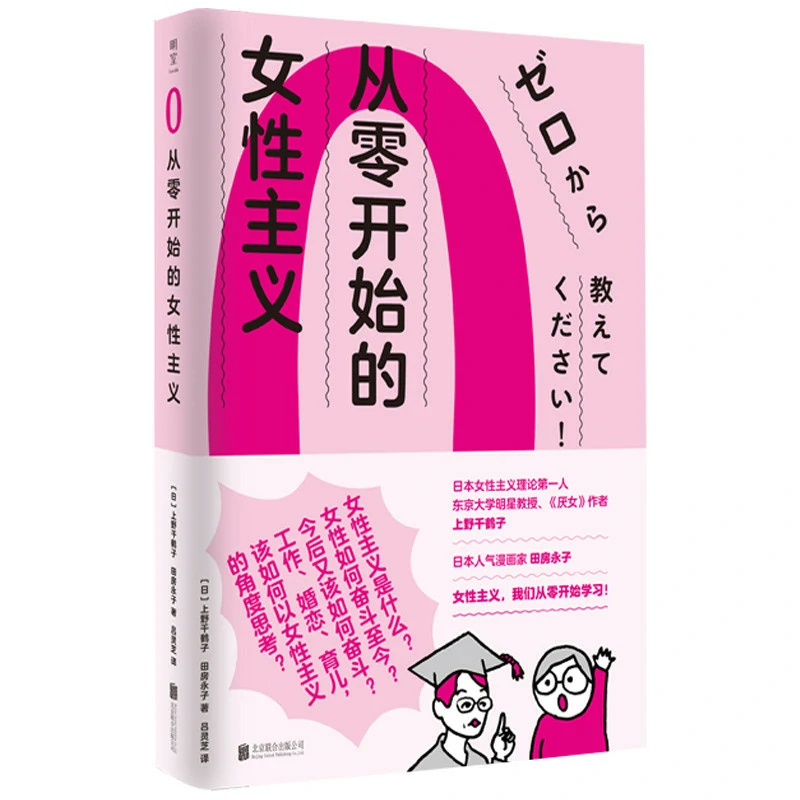 明室
Lucida
0
从零开始的女性主义
〔日〕上野千鹤子 田房永子 著 吕灵芝 译
从零开始的
女性主义
ゼロから
教えて
ください！
日本女性主义理论第一人
东京大学明星教授、《厌女》作者
上野千鹤子
日本人气漫画家 田房永子
女性主义，我们从零开始学习！
女性主义是什么？
女性如何奋斗至今？
今后又该如何奋斗？
工作、婚恋、育儿，
该如何以女性主义
的角度思考？
〔日〕上野千鹤子 田房永子 著 吕灵芝 译
北京联合出版公司
Beijing United Publishing Co.,Ltd.